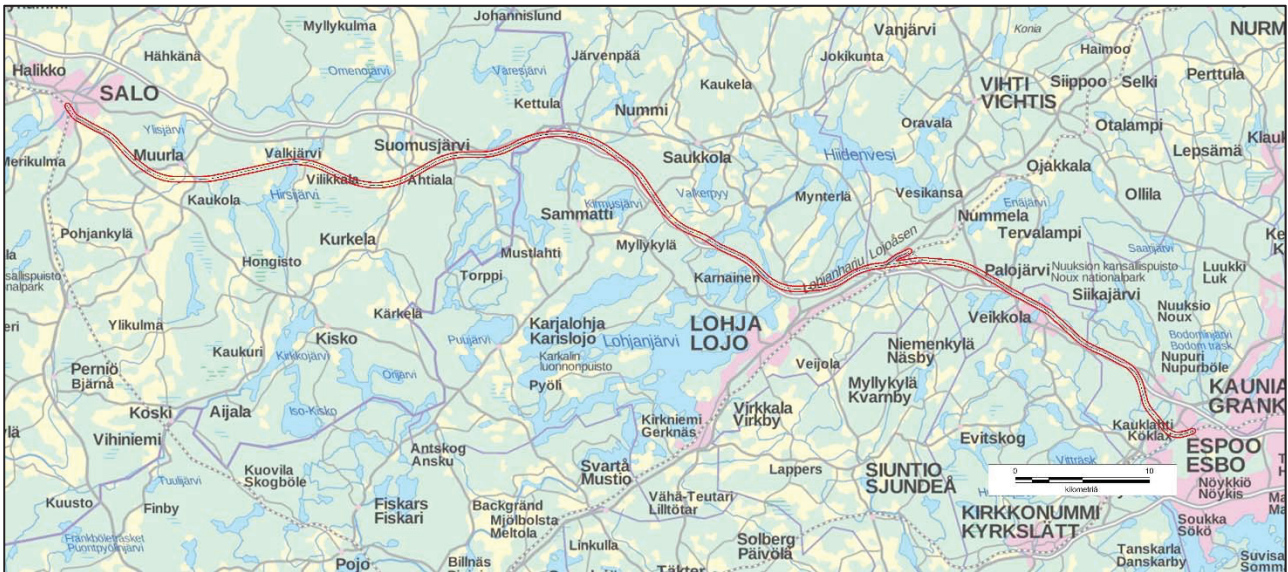 Johannislund
Myllykulma
Vanjärvi
Konia
NURM
Hähkänä
Järvenpää
Jokikunta
Haimoo
Halikko
Omenojärvi
Varesjärvi
Kaukela
VIHTI
VICHTIS
Siippoo
Selki
Perttula
SALO
Kettula
Nummi
Oravala
Otalampi
Ylisjärvi
Klauk
Merikulma
Muurla
Valkjärvi
Suomusjärvi
Saukkola
Hiidenvesi
Lepsämä
Ojakkala
Vilikkala
Ahtiala
Kaukola
Hirsijärvi
Kirmusjärvi
Valkerpyy
Mynterlä
Vesikansa
Enäjärvi
Ollila
Sammatti
Nummela
Pohjankylä
Kurkela
Myllykylä
Lohjanharju Lojoåsen
Tervalampi
Mustlahti
Saarijärvi
Hongisto
Torppi
Karnainen
Palojärvi
Nuuksion kansallispuisto
Noux nationalpark
Luukki
Luk
Siikajärvi
Kärkelä
Ylikulma
Karjalohja
Karislojo
Lohjanjärvi
LOHJA
LOJO
Veikkola
Nuuksio
Noux
Kisko
Puujärvi
Niemenkylä
Näsby
Bodominjärvi
Bodom träsk
Kaukuri
Kirkkojärvi
Karkalin
luonnonpuisto
Nupuri
Nupurböle
Perniö
Bjärnå
Orijärvi
Pyöli
Veijola
Myllykylä
Kvarnby
KAUNIA
GRANK
Koski
Aijala
Iso-Kisko
Virkkala
Virkby
Kirkniemi
Gerknäs
Kauklahti
Köklax
Vihiniemi
Antskog
Ansku
Evitskog
ESPOO
ESBO
Kuovila
Skogböle
Svartå
Mustio
Lappers
SIUNTIO
SJUNDEÅ
Vitträsk
0 10
kilometriä
Nöykkiö
Nöykis
Tuulijärvi
Kuusto
Finby
Fiskars
Fiskari
Backgränd
Mjölbolsta
Meltola
Vähä-Teutari
Lilltötar
KIRKKONUMMI
KYRKSLÄTT
Soukka
Sökö
Solberg
Päivölä
Linkulla
Tanskarla
Danskarby
Pojo
Billnäs
Täkter
Suvisa
Somm